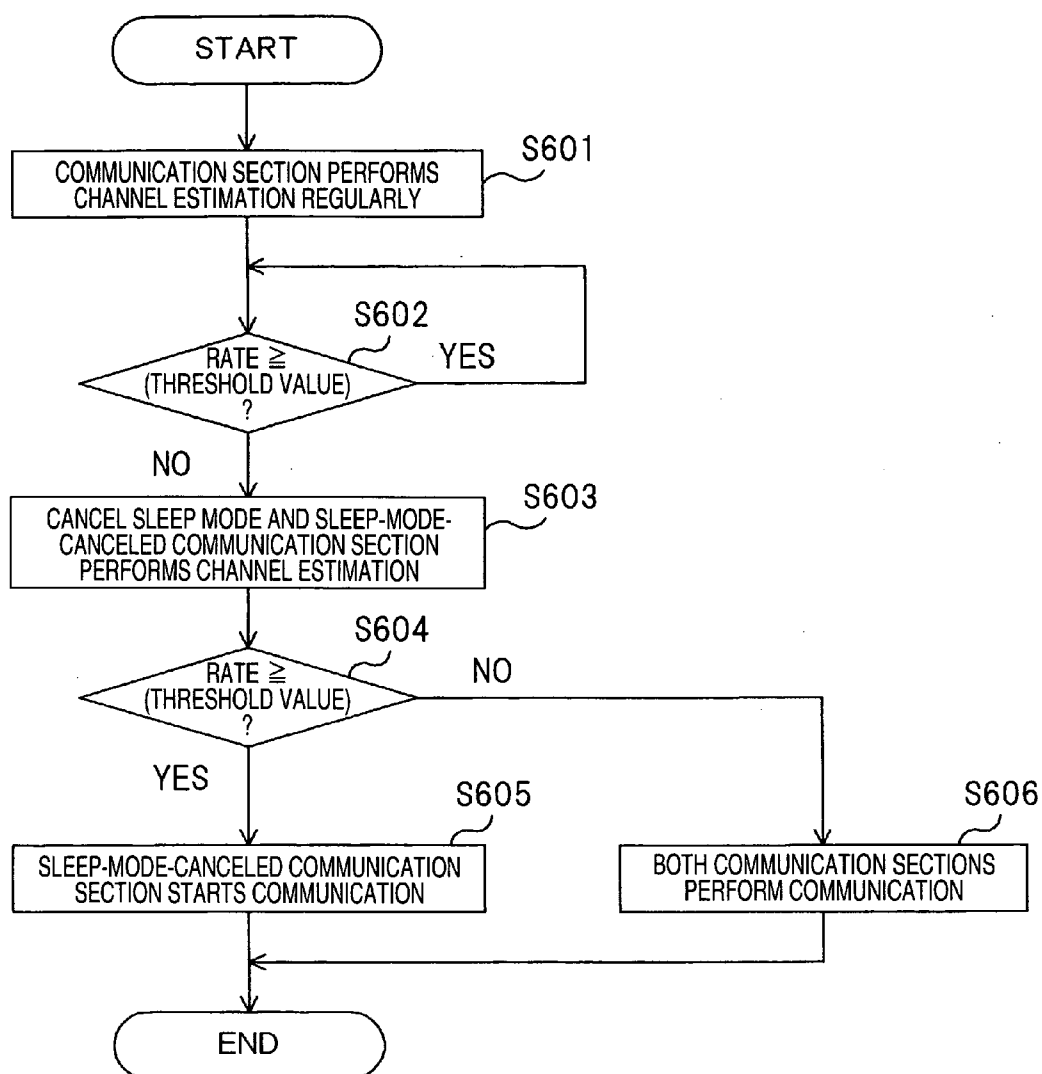 START
S601
COMMUNICATION SECTION PERFORMS
CHANNEL ESTIMATION REGULARLY
S602
RATE ≧
(THRESHOLD VALUE)
?
YES
NO
S603
CANCEL SLEEP MODE AND SLEEP-MODE-
CANCELED COMMUNICATION SECTION
PERFORMS CHANNEL ESTIMATION
S604
RATE ≧
(THRESHOLD VALUE)
?
NO
YES
S605
SLEEP-MODE-CANCELED COMMUNICATION
SECTION STARTS COMMUNICATION
S606
BOTH COMMUNICATION SECTIONS
PERFORM COMMUNICATION
END